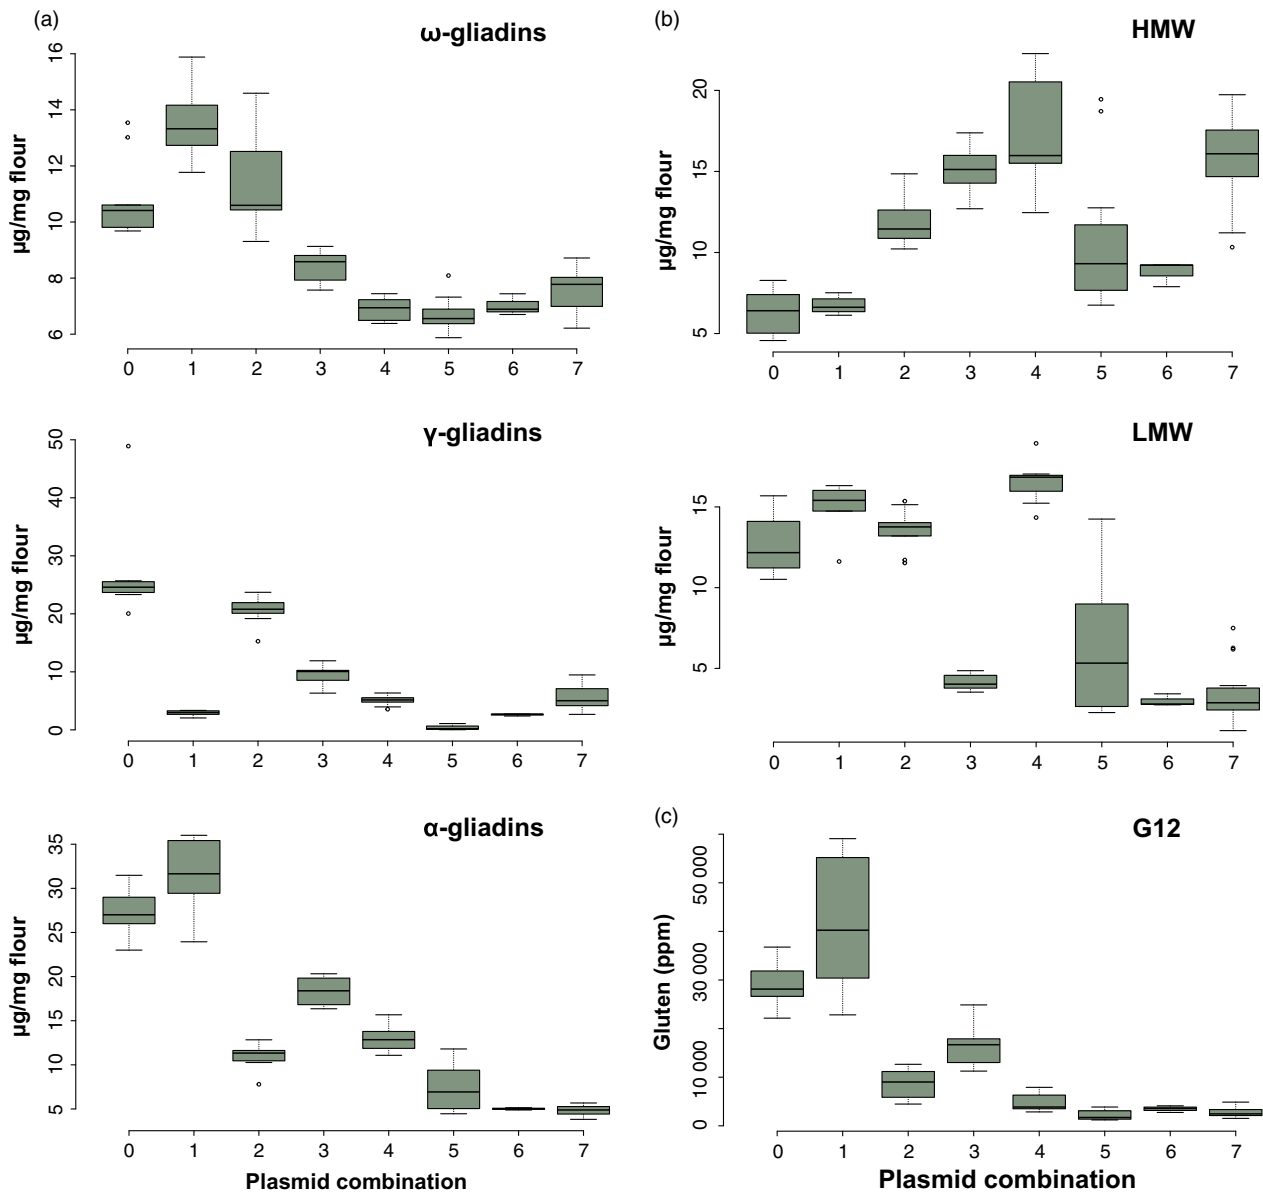 (a)
ω-gliadins
µg/mg flour
16
14
12
10
8
6
0 1 2 3 4 5 6 7
γ-gliadins
µg/mg flour
50
40
30
20
10
0
0 1 2 3 4 5 6 7
α-gliadins
µg/mg flour
35
30
25
20
15
10
5
0 1 2 3 4 5 6 7
Plasmid combination
(b)
HMW
µg/mg flour
20
15
10
5
0 1 2 3 4 5 6 7
LMW
µg/mg flour
15
10
5
0 1 2 3 4 5 6 7
(c)
G12
Gluten (ppm)
50 000
30 000
10 000
0
0 1 2 3 4 5 6 7
Plasmid combination